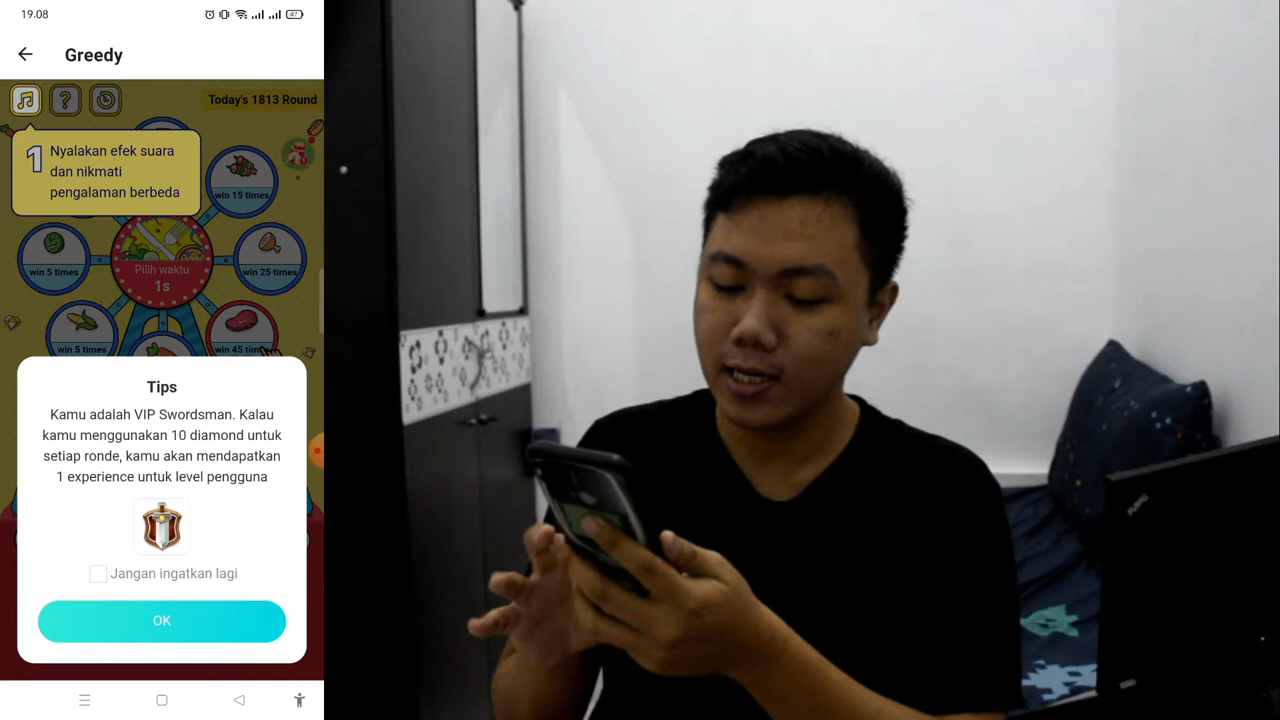 19.08
47
Greedy
Today's 1813 Round
1
Nyalakan efek suara
dan nikmati
pengalaman berbeda
win 15 times
win 5 times
Pilih waktu
1s
win 25 times
win 5 times
win 45 times
Tips
Kamu adalah VIP Swordsman. Kalau
kamu menggunakan 10 diamond untuk
setiap ronde, kamu akan mendapatkan
1 experience untuk level pengguna
Jangan ingatkan lagi
OK
ThinkPad